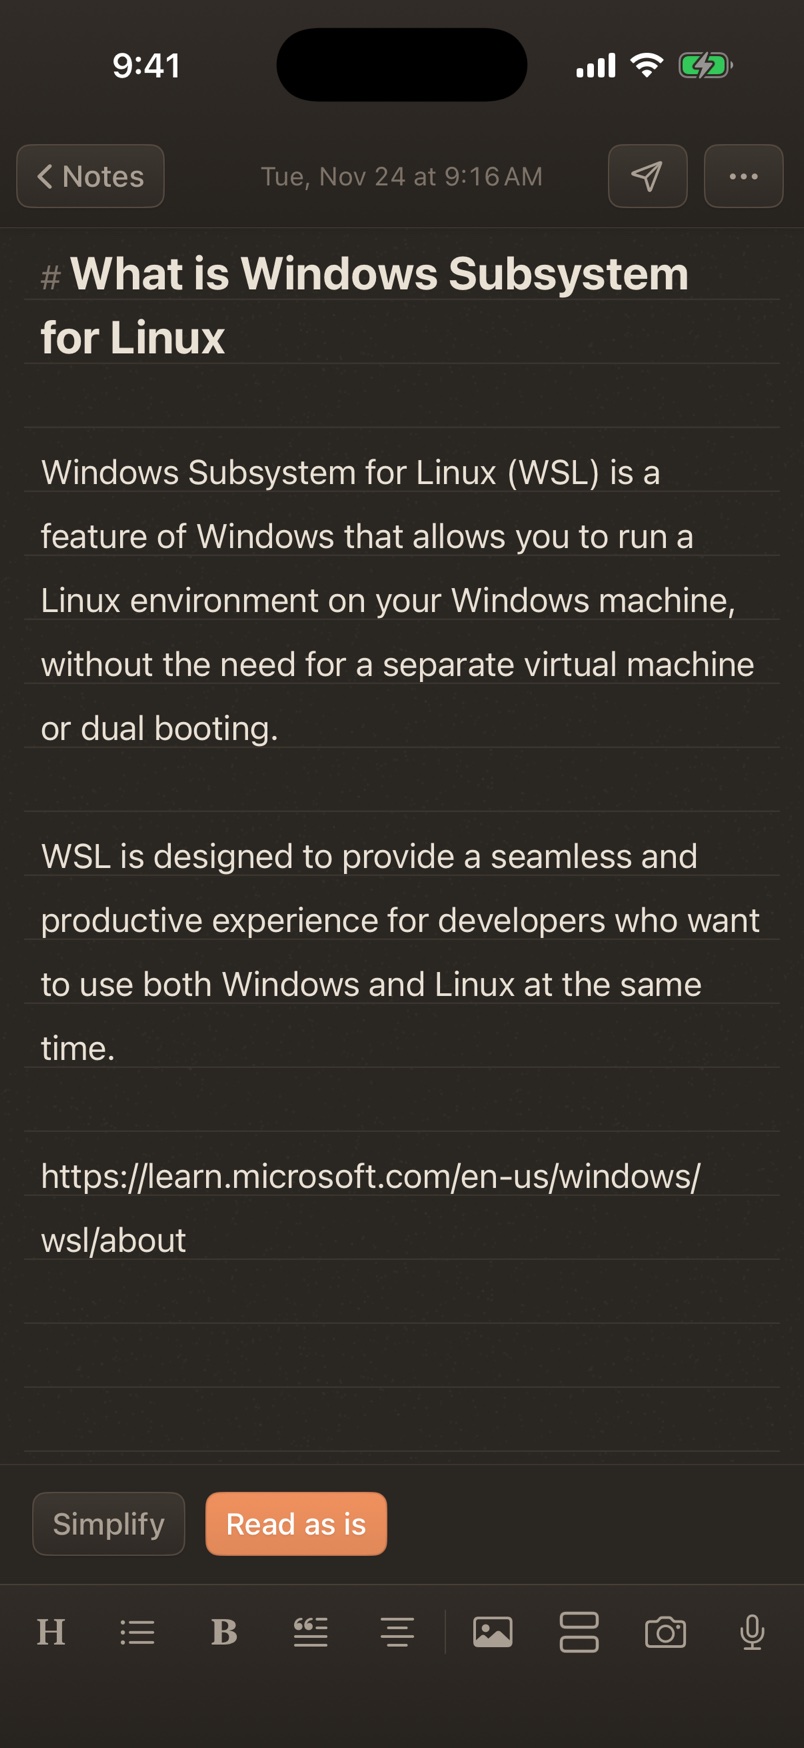 9:41
Notes
Tue, Nov 24 at 9:16 AM
# What is Windows Subsystem
for Linux
Windows Subsystem for Linux (WSL) is a
feature of Windows that allows you to run a
Linux environment on your Windows machine,
without the need for a separate virtual machine
or dual booting.
WSL is designed to provide a seamless and
productive experience for developers who want
to use both Windows and Linux at the same
time.
https://learn.microsoft.com/en-us/windows/
wsl/about
Simplify
Read as is
H
B